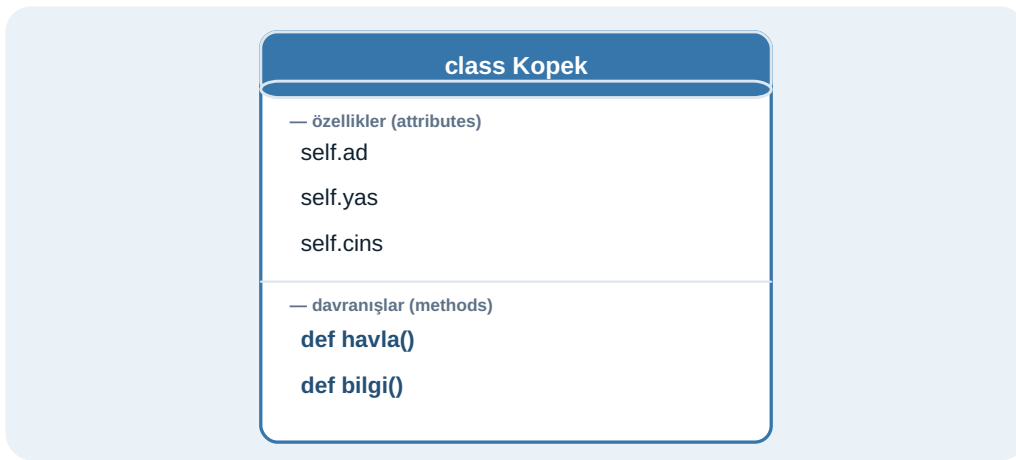 class Kopek
— özellikler (attributes)
self.ad
self.yas
self.cins
— davranışlar (methods)
def havla()
def bilgi()